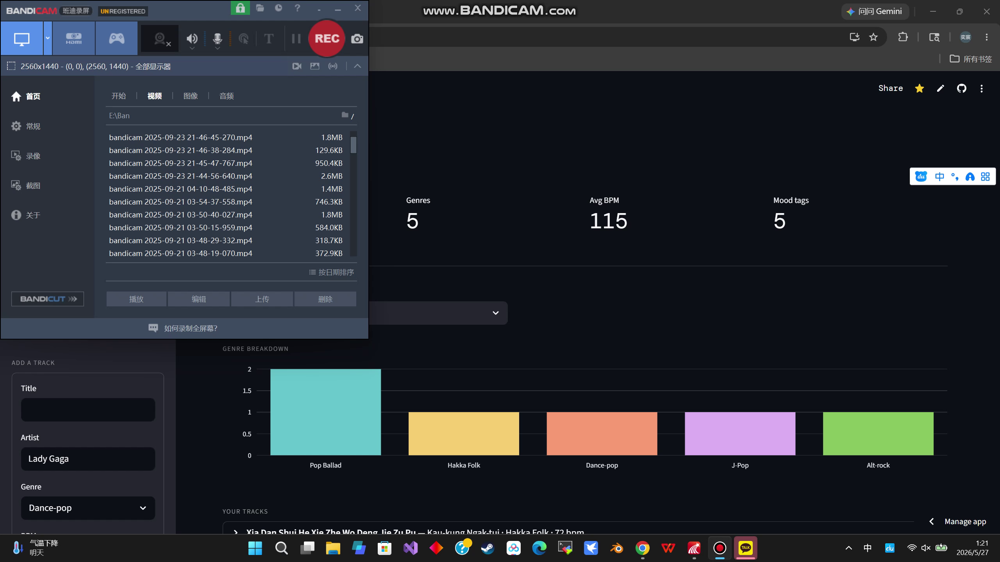 BANDICAM 班迪录屏 UNREGISTERED
www.BANDICAM.com
问问 Gemini
HDMI
REC
奕宸
2560x1440 - (0, 0), (2560, 1440) - 全部显示器
所有书签
首页
常规
录像
截图
关于
BANDICUT
开始 视频 图像 音频
E:\Ban /
bandicam 2025-09-23 21-46-45-270.mp4 1.8MB
bandicam 2025-09-23 21-46-38-284.mp4 129.6KB
bandicam 2025-09-23 21-45-47-767.mp4 950.4KB
bandicam 2025-09-23 21-44-56-640.mp4 2.6MB
bandicam 2025-09-21 04-10-48-485.mp4 1.4MB
bandicam 2025-09-21 03-54-37-558.mp4 746.3KB
bandicam 2025-09-21 03-50-40-027.mp4 1.8MB
bandicam 2025-09-21 03-50-15-959.mp4 584.0KB
bandicam 2025-09-21 03-48-29-332.mp4 318.7KB
bandicam 2025-09-21 03-48-19-070.mp4 372.9KB
按日期排序
播放 编辑 上传 删除
如何录制全屏幕?
Share
du 中
Genres
5
Avg BPM
115
Mood tags
5
ADD A TRACK
Title
Artist
Lady Gaga
Genre
Dance-pop
GENRE BREAKDOWN
2
1.5
1
0.5
0
Pop Ballad Hakka Folk Dance-pop J-Pop Alt-rock
YOUR TRACKS
Xia Dan Shui He Xie Zhe Wo Deng Jie Zu Pu — Kau-kung Ngak-tui · Hakka Folk · 72 bpm
Manage app
气温下降
明天
TALK
中
du
1:21
2026/5/27